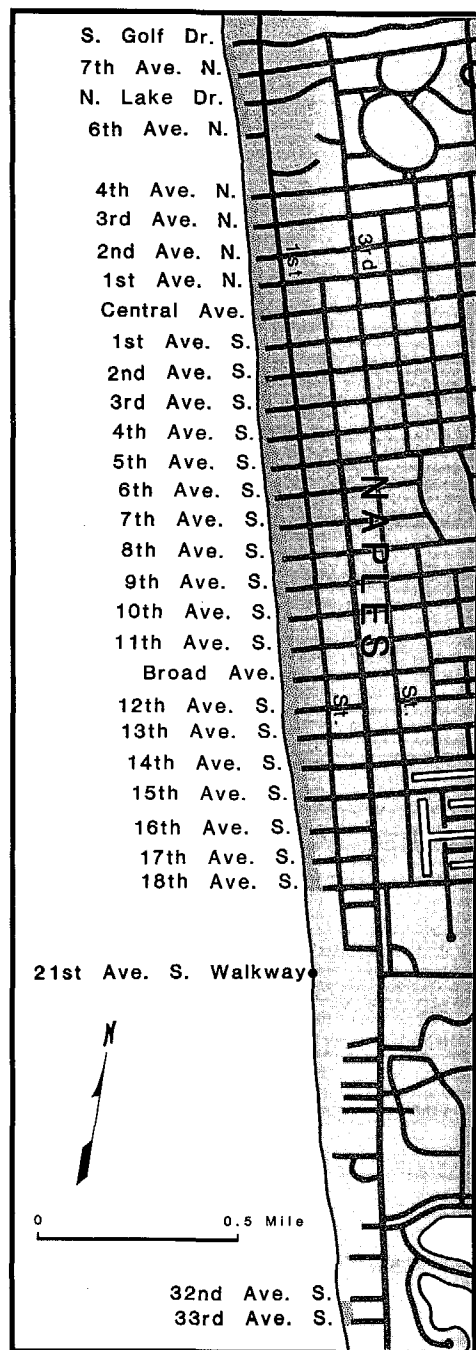 S. Golf Dr.
7th Ave. N.
N. Lake Dr.
6th Ave. N.
4th Ave. N.
3rd Ave. N.
2nd Ave. N.
1st
3rd
1st Ave. N.
Central Ave.
1st Ave. S.
2nd Ave. S.
3rd Ave. S.
4th Ave. S.
5th Ave. S.
6th Ave. S.
NAPLES
7th Ave. S.
8th Ave. S.
9th Ave. S.
10th Ave. S.
11th Ave. S.
Broad Ave.
St.
St.
12th Ave. S.
13th Ave. S.
14th Ave. S.
15th Ave. S.
16th Ave. S.
17th Ave. S.
18th Ave. S.
21st Ave. S. Walkway
N
0 0.5 Mile
32nd Ave. S.
33rd Ave. S.